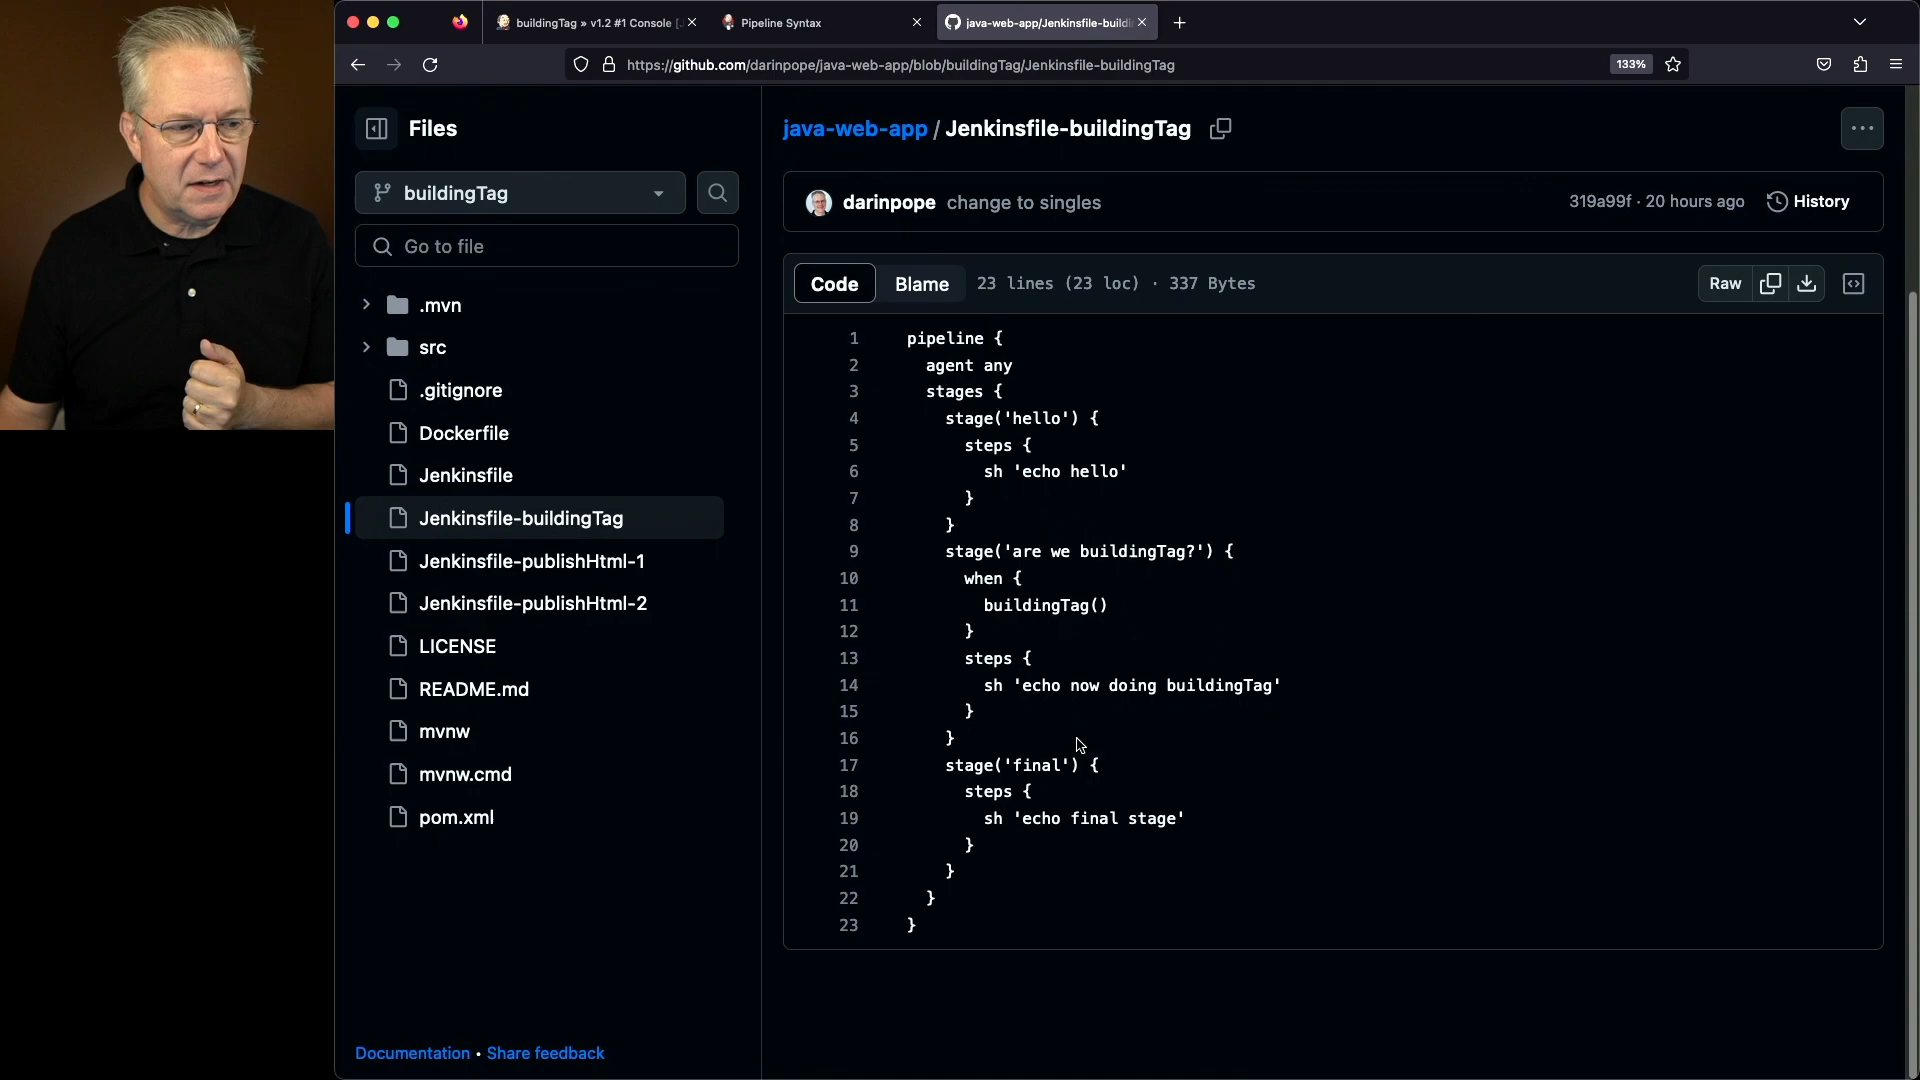 buildingTag » v1.2 #1 Console [
Pipeline Syntax
java-web-app/Jenkinsfile-buildi
https://github.com/darinpope/java-web-app/blob/buildingTag/Jenkinsfile-buildingTag
133%
Files
buildingTag
Go to file
.mvn
src
.gitignore
Dockerfile
Jenkinsfile
Jenkinsfile-buildingTag
Jenkinsfile-publishHtml-1
Jenkinsfile-publishHtml-2
LICENSE
README.md
mvnw
mvnw.cmd
pom.xml
Documentation • Share feedback
java-web-app / Jenkinsfile-buildingTag
darinpope change to singles
319a99f · 20 hours ago
History
Code
Blame
23 lines (23 loc) · 337 Bytes
Raw
1 pipeline {
2 agent any
3 stages {
4 stage('hello') {
5 steps {
6 sh 'echo hello'
7 }
8 }
9 stage('are we buildingTag?') {
10 when {
11 buildingTag()
12 }
13 steps {
14 sh 'echo now doing buildingTag'
15 }
16 }
17 stage('final') {
18 steps {
19 sh 'echo final stage'
20 }
21 }
22 }
23 }